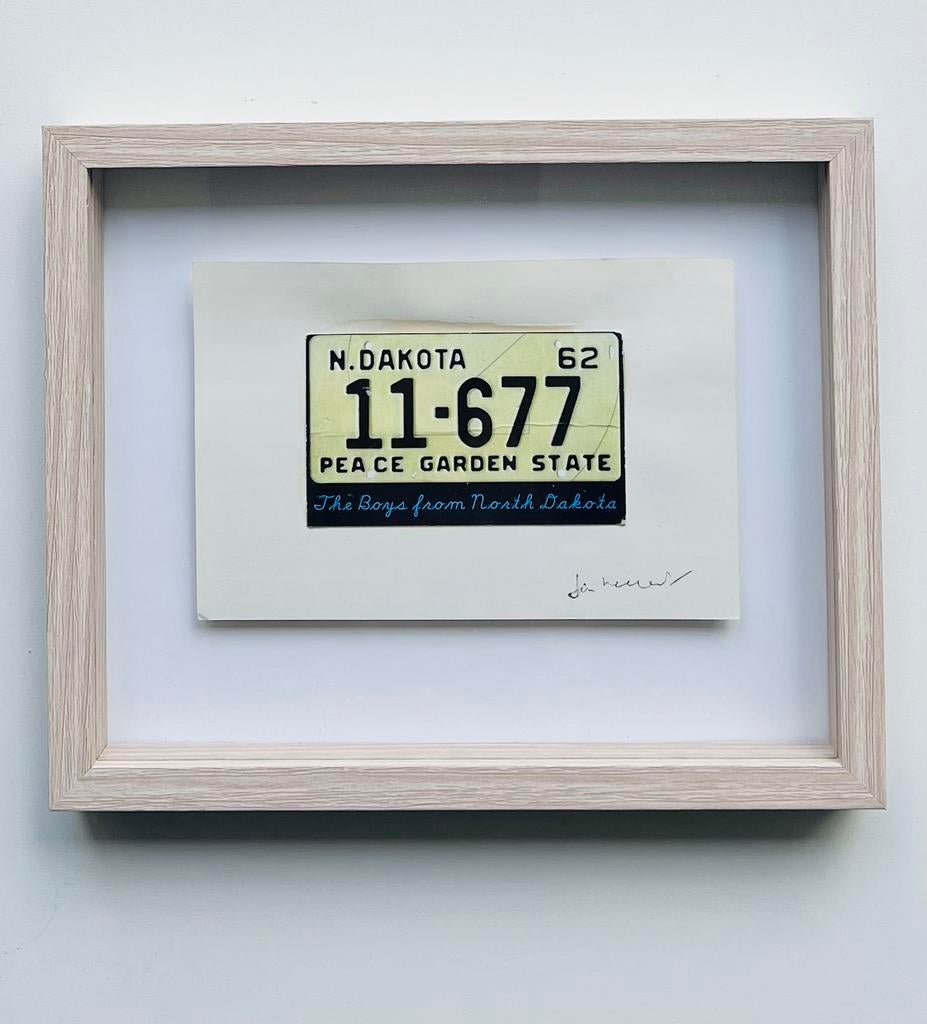 N.DAKOTA 62
11-677
PEACE GARDEN STATE
The Boys from North Dakota